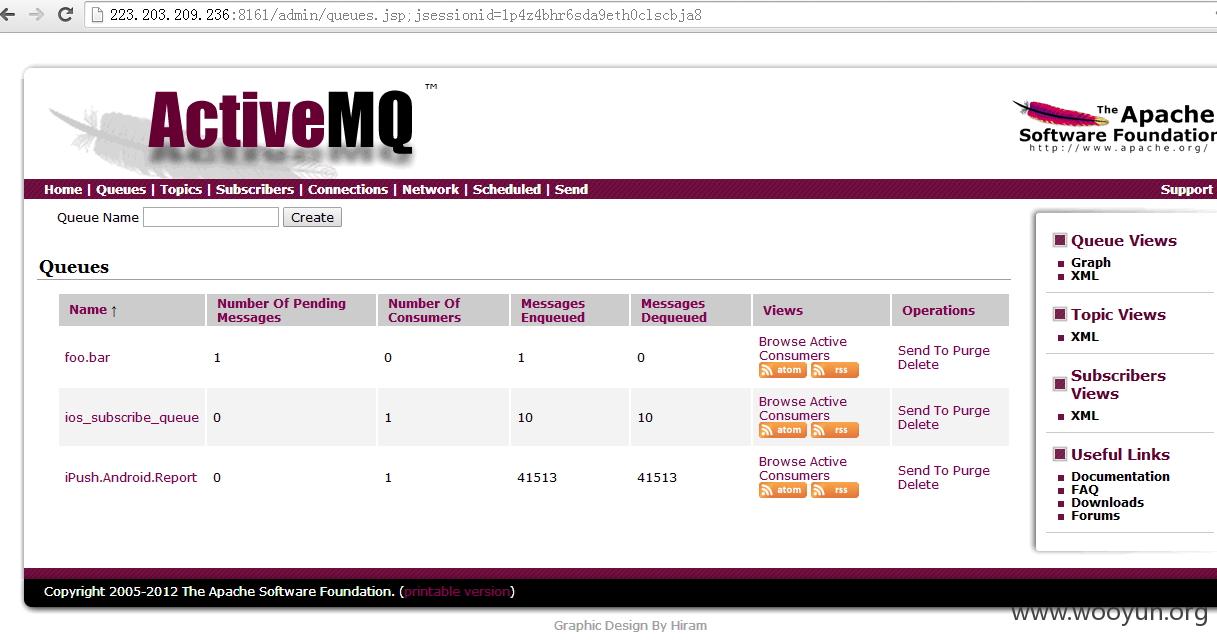 223.203.209.236:8161/admin/queues.jsp;jsessionid=1p4z4bhr6sda9eth0clscbja8
ActiveMQ™
The Apache
Software Foundation
http://www.apache.org/
Home | Queues | Topics | Subscribers | Connections | Network | Scheduled | Send
Support
Queue Name
Create
Queues
Name ↑
Number Of Pending
Messages
Number Of
Consumers
Messages
Enqueued
Messages
Dequeued
Views
Operations
foo.bar
1
0
1
0
Browse Active
Consumers
atom
rss
Send To Purge
Delete
ios_subscribe_queue
0
1
10
10
Browse Active
Consumers
atom
rss
Send To Purge
Delete
iPush.Android.Report
0
1
41513
41513
Browse Active
Consumers
atom
rss
Send To Purge
Delete
Queue Views
Graph
XML
Topic Views
XML
Subscribers
Views
XML
Useful Links
Documentation
FAQ
Downloads
Forums
Copyright 2005-2012 The Apache Software Foundation. (printable version)
Graphic Design By Hiram
www.wooyun.org